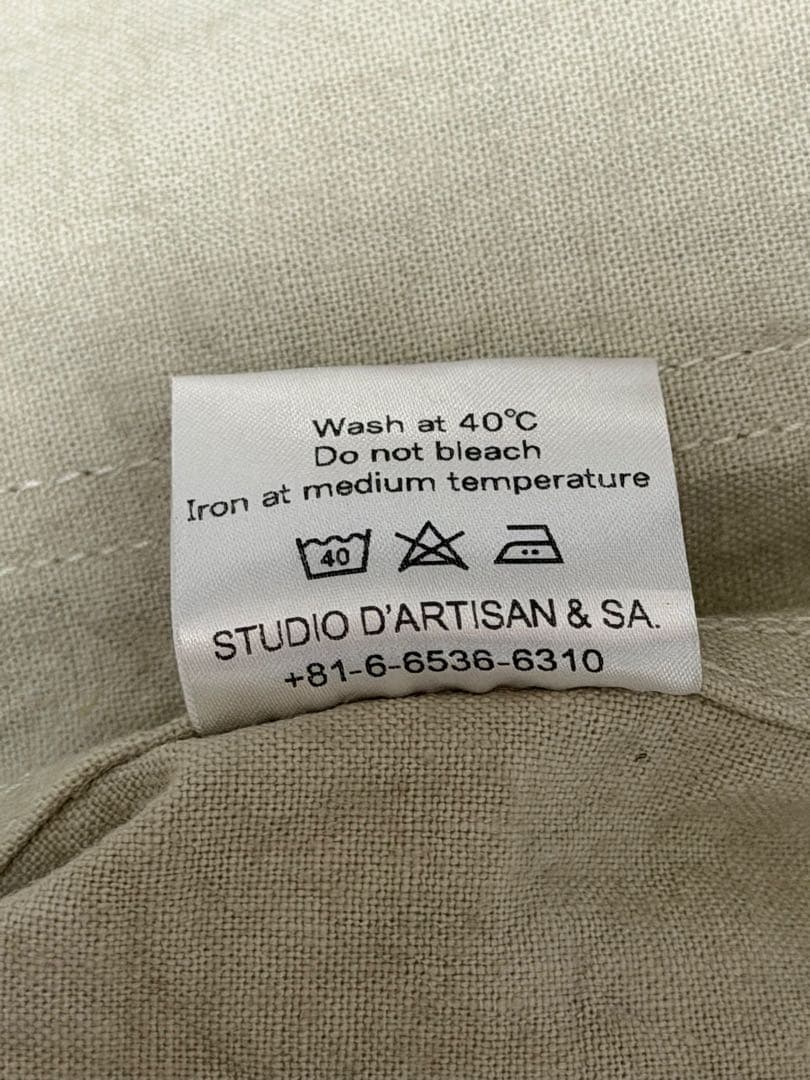 Wash at 40°C
Do not bleach
Iron at medium temperature
40
STUDIO D'ARTISAN & SA.
+81-6-6536-6310